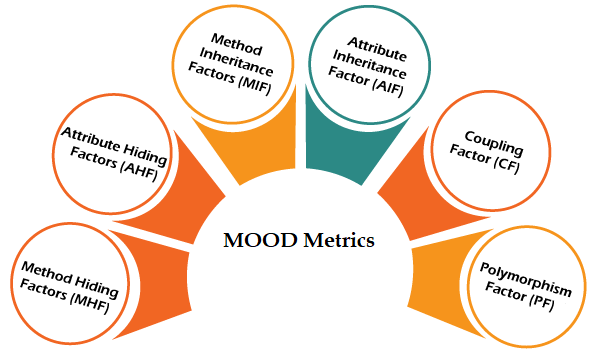 Method
Inheritance
Factors (MIF)
Attribute
Inheritance
Factor (AIF)
Attribute Hiding
Factors (AHF)
Coupling
Factor (CF)
MOOD Metrics
Method Hiding
Factors (MHF)
Polymorphism
Factor (PF)